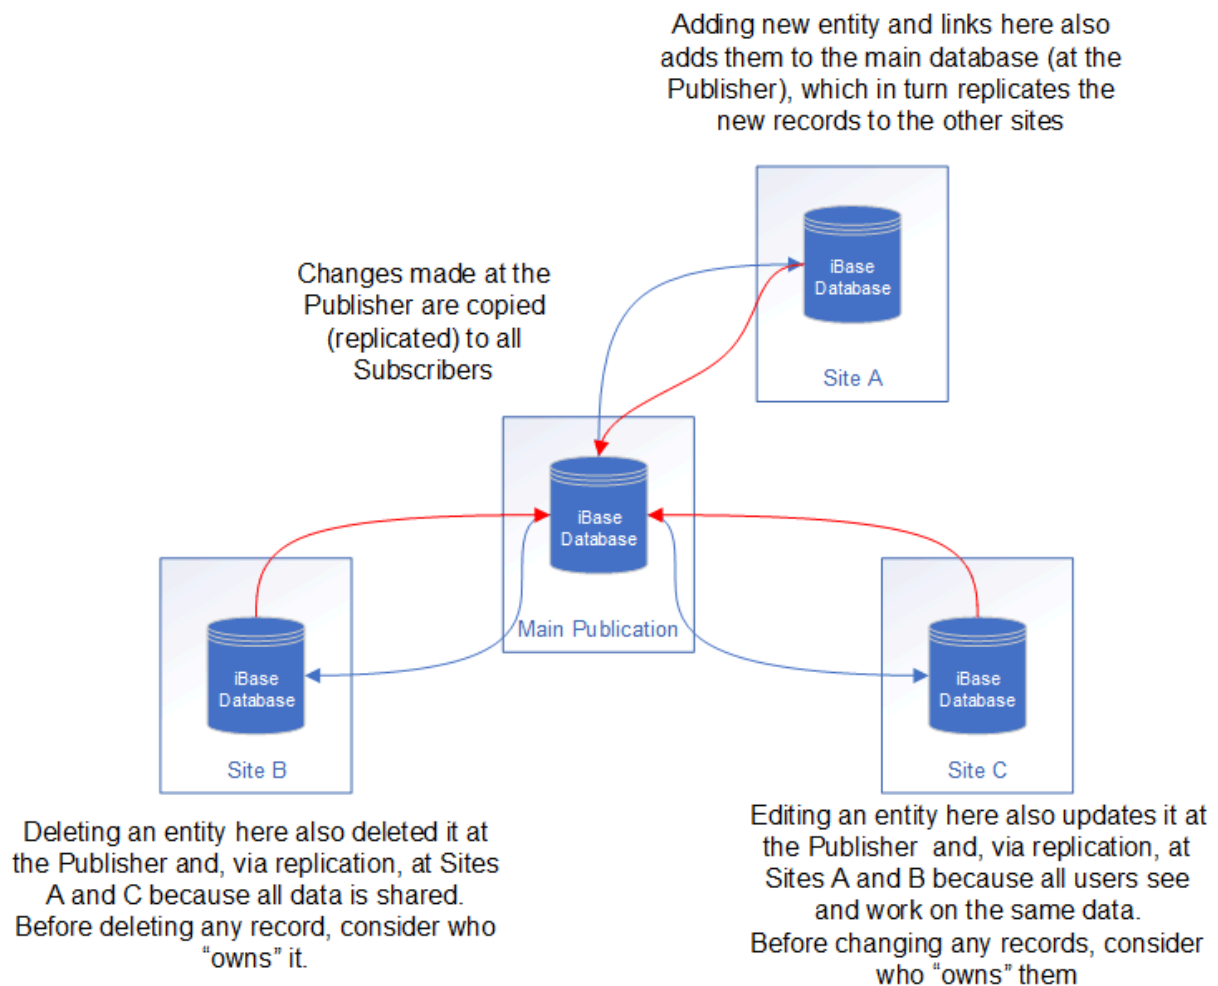 Adding new entity and links here also
adds them to the main database (at the
Publisher), which in turn replicates the
new records to the other sites
iBase
Database
Site A
Changes made at the
Publisher are copied
(replicated) to all
Subscribers
iBase
Database
Main Publication
iBase
Database
Site B
iBase
Database
Site C
Deleting an entity here also deleted it at
the Publisher and, via replication, at Sites
A and C because all data is shared.
Before deleting any record, consider who
“owns” it.
Editing an entity here also updates it at
the Publisher  and, via replication, at
Sites A and B because all users see
and work on the same data.
Before changing any records, consider
who “owns” them